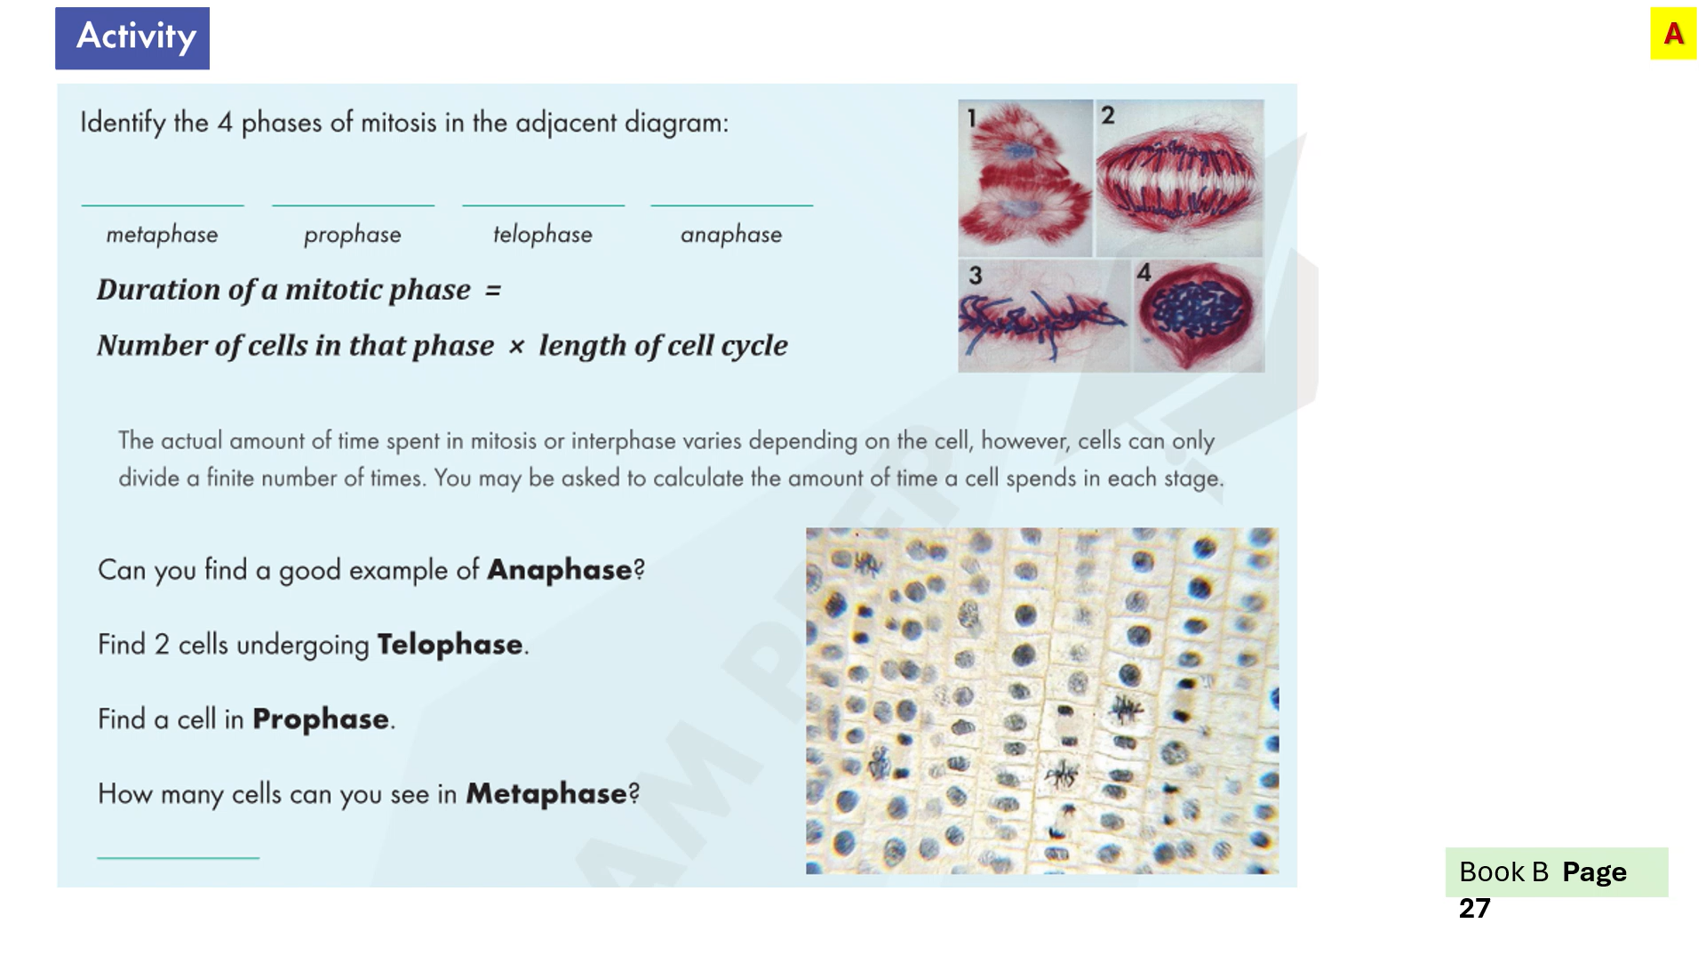 Activity
A
Identify the 4 phases of mitosis in the adjacent diagram:
1
2
3
4
metaphase prophase telophase anaphase
Duration of a mitotic phase =
Number of cells in that phase × length of cell cycle
The actual amount of time spent in mitosis or interphase varies depending on the cell, however, cells can only
divide a finite number of times. You may be asked to calculate the amount of time a cell spends in each stage.
Can you find a good example of Anaphase?
Find 2 cells undergoing Telophase.
Find a cell in Prophase.
How many cells can you see in Metaphase?
Book B Page
27